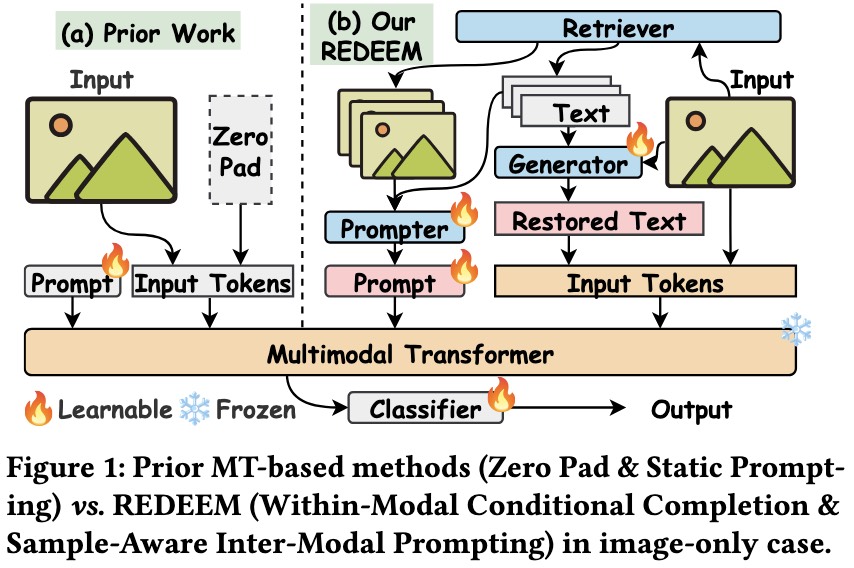 (a) Prior Work
Input
Zero
Pad
Prompt
Input Tokens
(b) Our
REDEEM
Retriever
Input
Text
Generator
Prompter
Restored Text
Prompt
Input Tokens
Multimodal Transformer
Learnable
Frozen
Classifier
Output
Figure 1: Prior MT-based methods (Zero Pad & Static Prompt-
ing) vs. REDEEM (Within-Modal Conditional Completion &
Sample-Aware Inter-Modal Prompting) in image-only case.